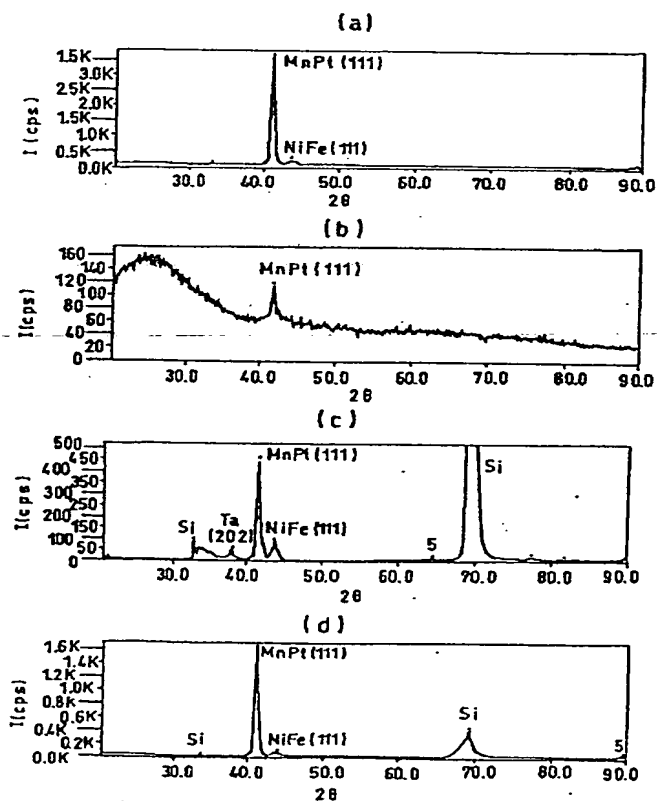 (a)
I(cps)
1.5K
3.0K
2.5K
2.0K
1.5K
1.0K
0.5K
0.0K
MnPt(111)
NiFe(111)
30.0 40.0 50.0 60.0 70.0 80.0 90.0
2θ
(b)
I(cps)
160
140
120
100
80
60
40
20
0
MnPt(111)
30.0 40.0 50.0 60.0 70.0 80.0 90.0
2θ
(c)
I(cps)
500
450
400
350
300
250
200
150
100
50
0
Si
Ta
(202)
MnPt(111)
NiFe(111)
5
Si
30.0 40.0 50.0 60.0 70.0 80.0 90.0
2θ
(d)
I(cps)
1.6K
1.4K
1.2K
1.0K
0.8K
0.6K
0.4K
0.2K
0.0K
Si
MnPt(111)
NiFe(111)
Si
5
30.0 40.0 50.0 60.0 70.0 80.0 90.0
2θ